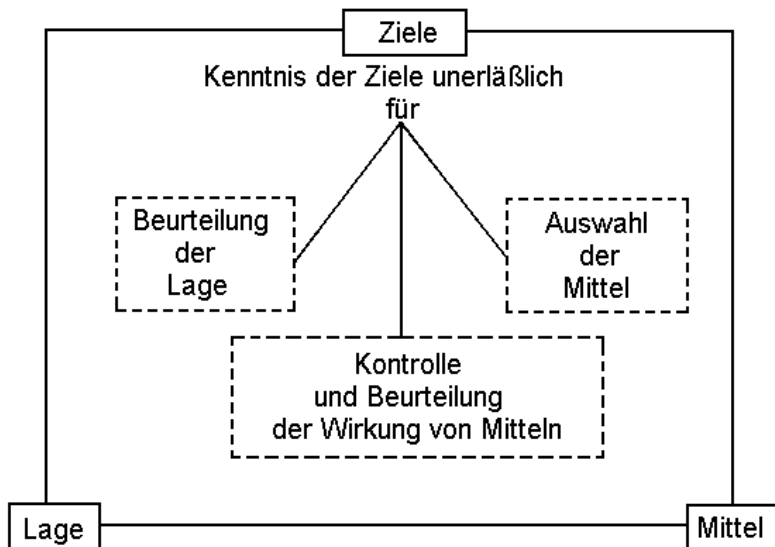 Ziele
Kenntnis der Ziele unerläßlich
für
Beurteilung
der
Lage
Auswahl
der
Mittel
Kontrolle
und Beurteilung
der Wirkung von Mitteln
Lage
Mittel